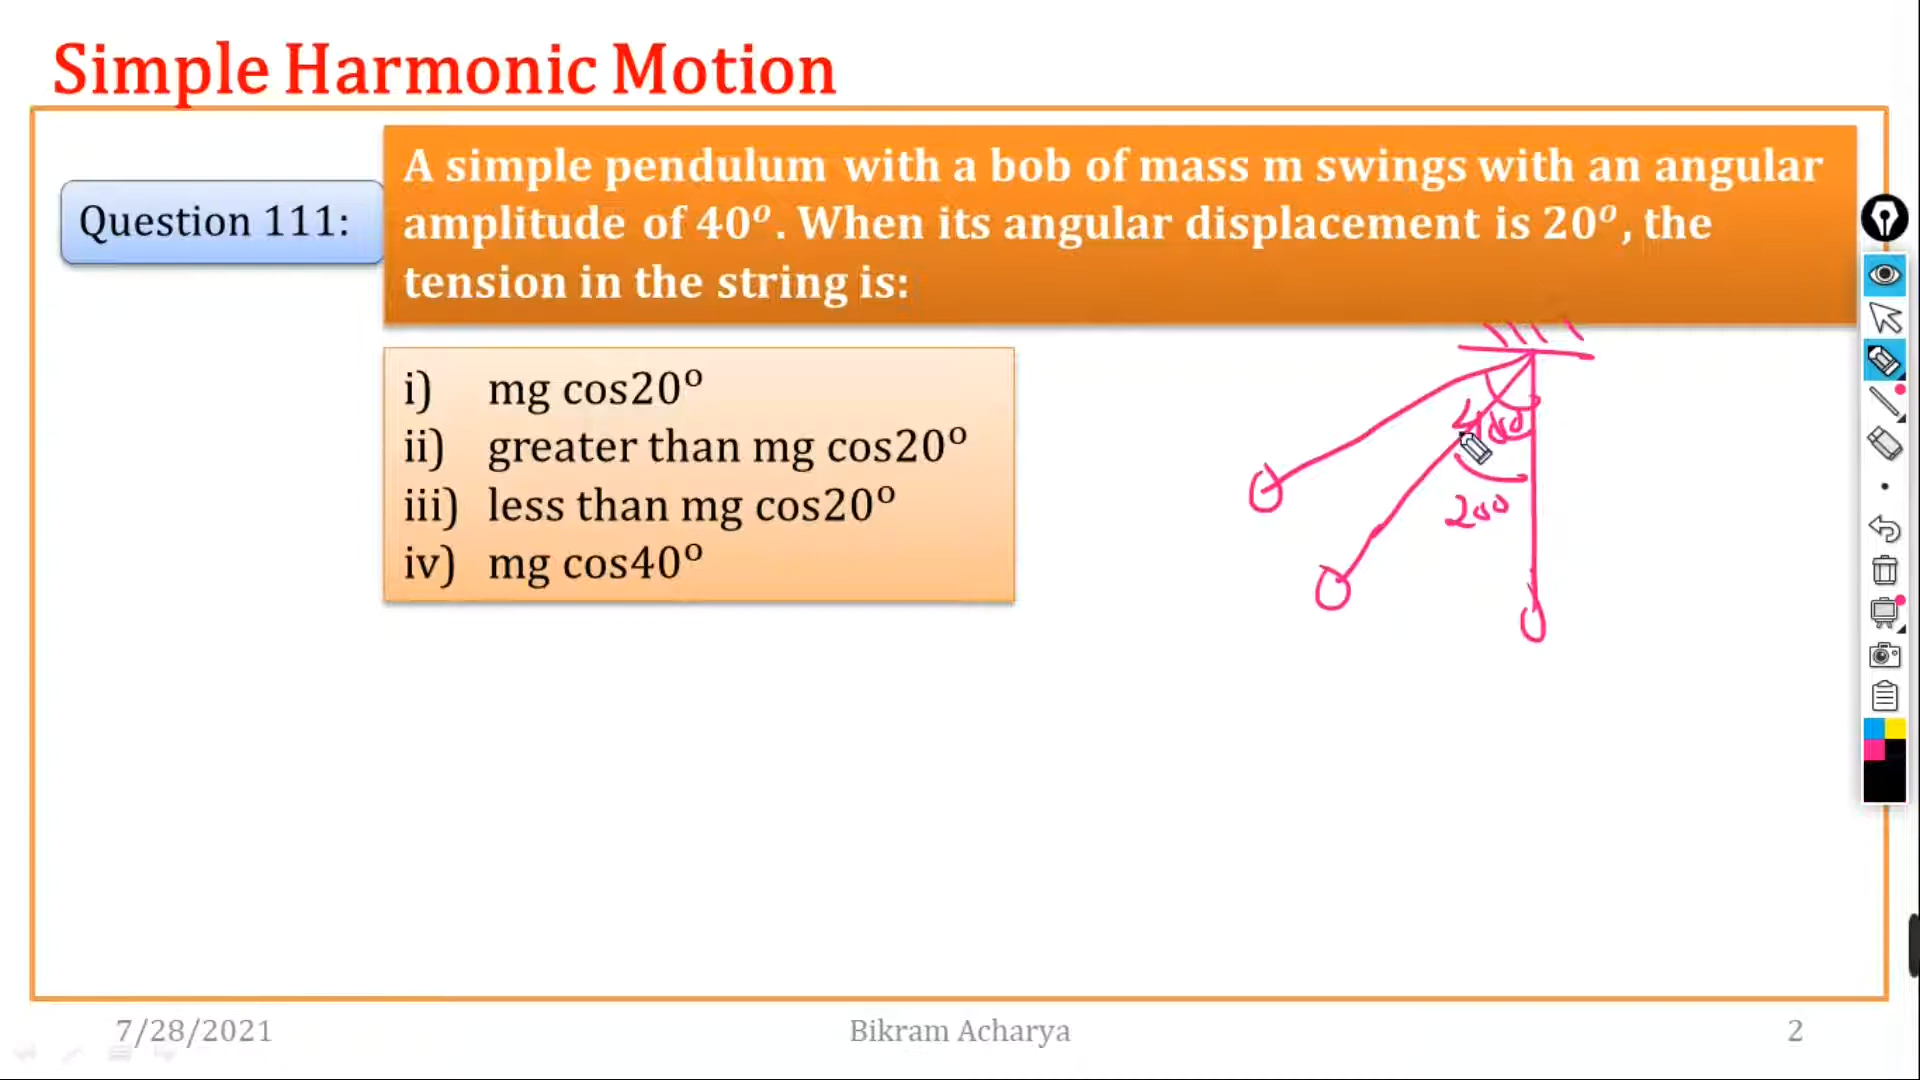 Simple Harmonic Motion
Question 111:
A simple pendulum with a bob of mass m swings with an angular
amplitude of 40°. When its angular displacement is 20°, the
tension in the string is:
i) mg cos20°
ii) greater than mg cos20°
iii) less than mg cos20°
iv) mg cos40°
40°
20°
7/28/2021
Bikram Acharya
2